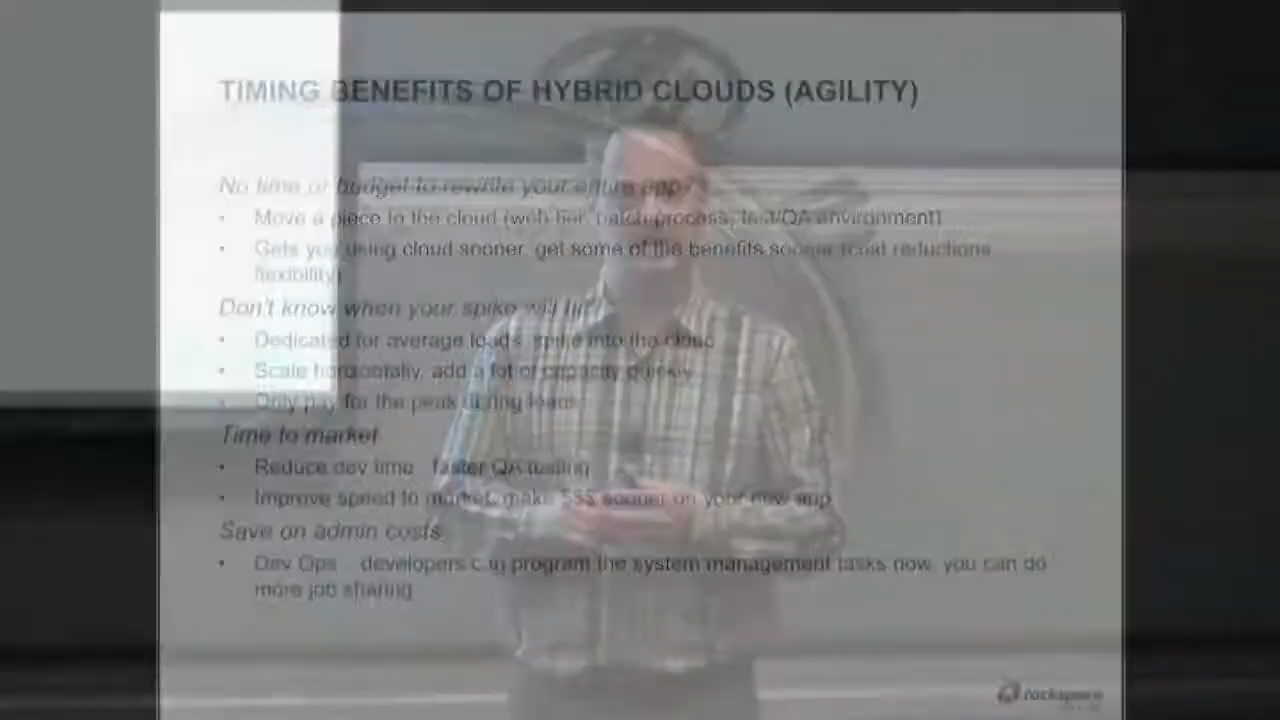 TIMING BENEFITS OF HYBRID CLOUDS (AGILITY)
No time or budget to rewrite your entire app?
• Move a piece to the cloud (web tier, batch process, test/QA environment)
• Gets you using cloud sooner, get some of the benefits sooner (cost reductions
flexibility)
Don't know when your spike will hit?
• Dedicated for average loads, spike into the cloud
• Scale horizontally, add a lot of capacity quickly
• Only pay for the peak during loads
Time to market
• Reduce dev time, faster QA testing
• Improve speed to market, make $$$ sooner on your new app
Save on admin costs
• Dev Ops – developers can program the system management tasks now, you can do
more job sharing
rackspace